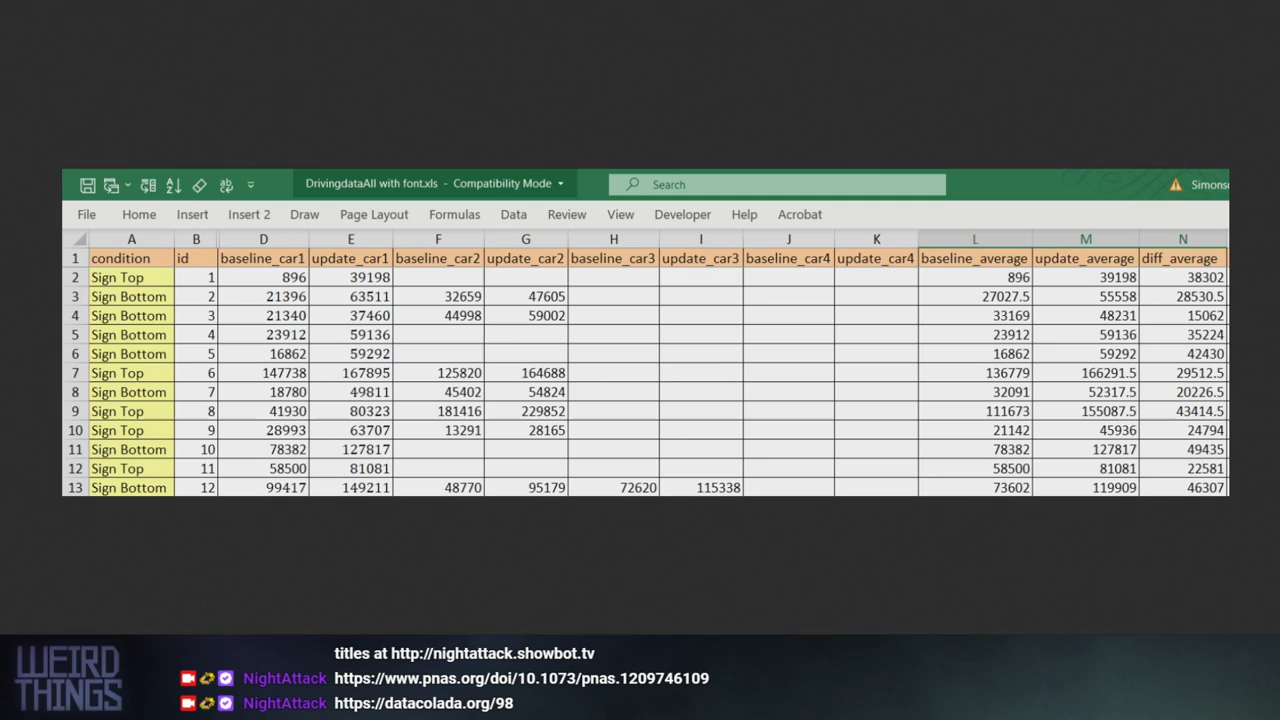 DrivingdataAll with font.xls - Compatibility Mode Search Simons
File Home Insert Insert 2 Draw Page Layout Formulas Data Review View Developer Help Acrobat
A B D E F G H I J K L M N
1 condition id baseline_car1 update_car1 baseline_car2 update_car2 baseline_car3 update_car3 baseline_car4 update_car4 baseline_average update_average diff_average
2 Sign Top 1 896 39198 896 39198 38302
3 Sign Bottom 2 21396 63511 32659 47605 27027.5 55558 28530.5
4 Sign Bottom 3 21340 37460 44998 59002 33169 48231 15062
5 Sign Bottom 4 23912 59136 23912 59136 35224
6 Sign Bottom 5 16862 59292 16862 59292 42430
7 Sign Top 6 147738 167895 125820 164688 136779 166291.5 29512.5
8 Sign Bottom 7 18780 49811 45402 54824 32091 52317.5 20226.5
9 Sign Top 8 41930 80323 181416 229852 111673 155087.5 43414.5
10 Sign Top 9 28993 63707 13291 28165 21142 45936 24794
11 Sign Bottom 10 78382 127817 78382 127817 49435
12 Sign Top 11 58500 81081 58500 81081 22581
13 Sign Bottom 12 99417 149211 48770 95179 72620 115338 73602 119909 46307
WEIRD
THINGS
titles at http://nightattack.showbot.tv
NightAttack https://www.pnas.org/doi/10.1073/pnas.1209746109
NightAttack https://datacolada.org/98